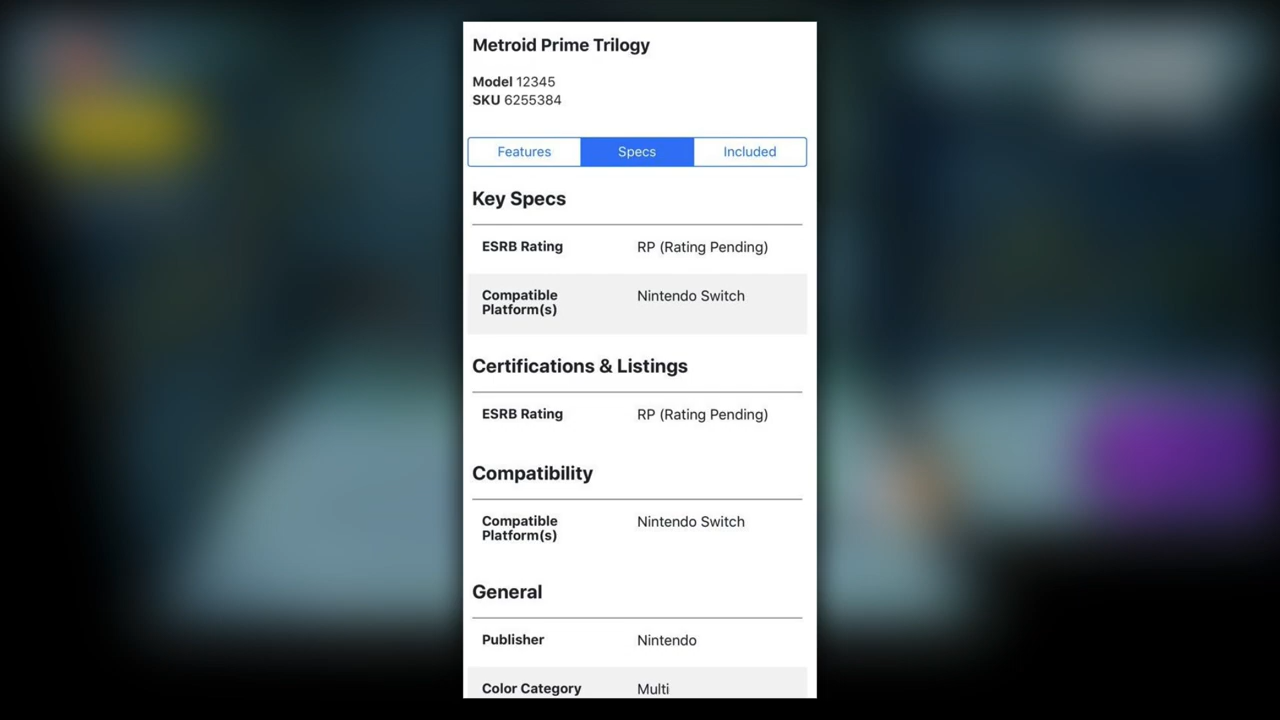 Metroid Prime Trilogy
Model 12345
SKU 6255384
Features Specs Included
Key Specs
ESRB Rating RP (Rating Pending)
Compatible Nintendo Switch
Platform(s)
Certifications & Listings
ESRB Rating RP (Rating Pending)
Compatibility
Compatible Nintendo Switch
Platform(s)
General
Publisher Nintendo
Color Category Multi